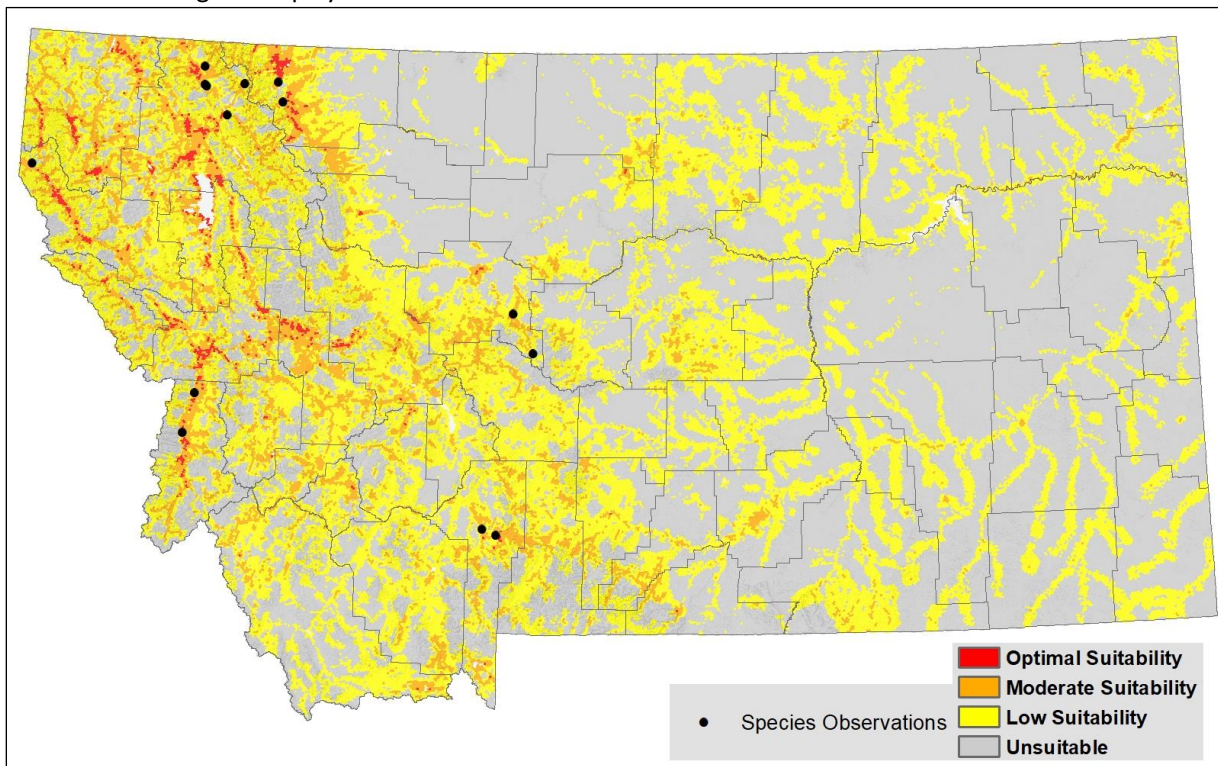 Optimal Suitability
Moderate Suitability
Species Observations
Low Suitability
Unsuitable